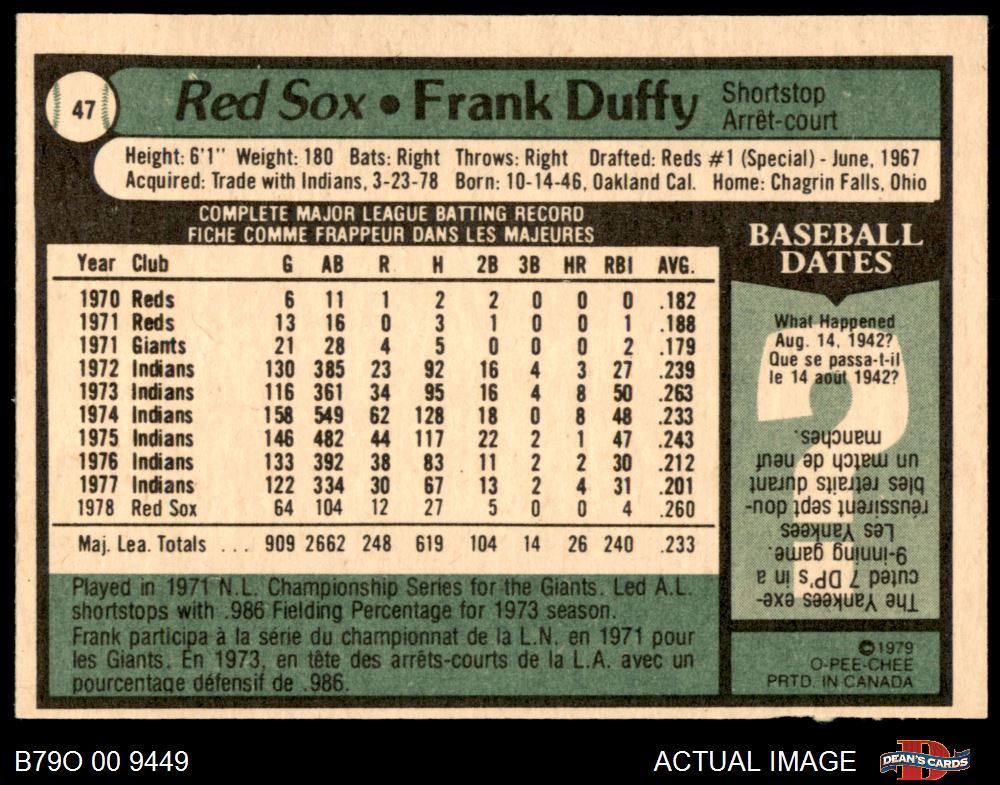 47
Red Sox • Frank Duffy
Shortstop
Arrêt-court
Height: 6'1" Weight: 180 Bats: Right Throws: Right Drafted: Reds #1 (Special) - June, 1967
Acquired: Trade with Indians, 3-23-78 Born: 10-14-46, Oakland Cal. Home: Chagrin Falls, Ohio
COMPLETE MAJOR LEAGUE BATTING RECORD
FICHE COMME FRAPPEUR DANS LES MAJEURES
Year Club G AB R H 2B 3B HR RBI AVG.
1970 Reds 6 11 1 2 2 0 0 0 .182
1971 Reds 13 16 0 3 1 0 0 1 .188
1971 Giants 21 28 4 5 0 0 0 2 .179
1972 Indians 130 385 23 92 16 4 3 27 .239
1973 Indians 116 361 34 95 16 4 8 50 .263
1974 Indians 158 549 62 128 18 0 8 48 .233
1975 Indians 146 482 44 117 22 2 1 47 .243
1976 Indians 133 392 38 83 11 2 2 30 .212
1977 Indians 122 334 30 67 13 2 4 31 .201
1978 Red Sox 64 104 12 27 5 0 0 4 .260
Maj. Lea. Totals ... 909 2662 248 619 104 14 26 240 .233
Played in 1971 N.L. Championship Series for the Giants. Led A.L.
shortstops with .986 Fielding Percentage for 1973 season.
Frank participa à la série du championnat de la L.N. en 1971 pour
les Giants. En 1973, en tête des arrêts-courts de la L.A. avec un
pourcentage défensif de .986.
BASEBALL
DATES
What Happened
Aug. 14, 1942?
Que se passa-t-il
le 14 août 1942?
The Yankees exe-
cuted 7 DP's in a
9-inning game.
Les Yankees
réussirent sept dou-
bles retraits durant
un match de neuf
manches.
©1979
O-PEE-CHEE
PRTD. IN CANADA
B79O 00 9449
ACTUAL IMAGE
D
DEAN'S CARDS